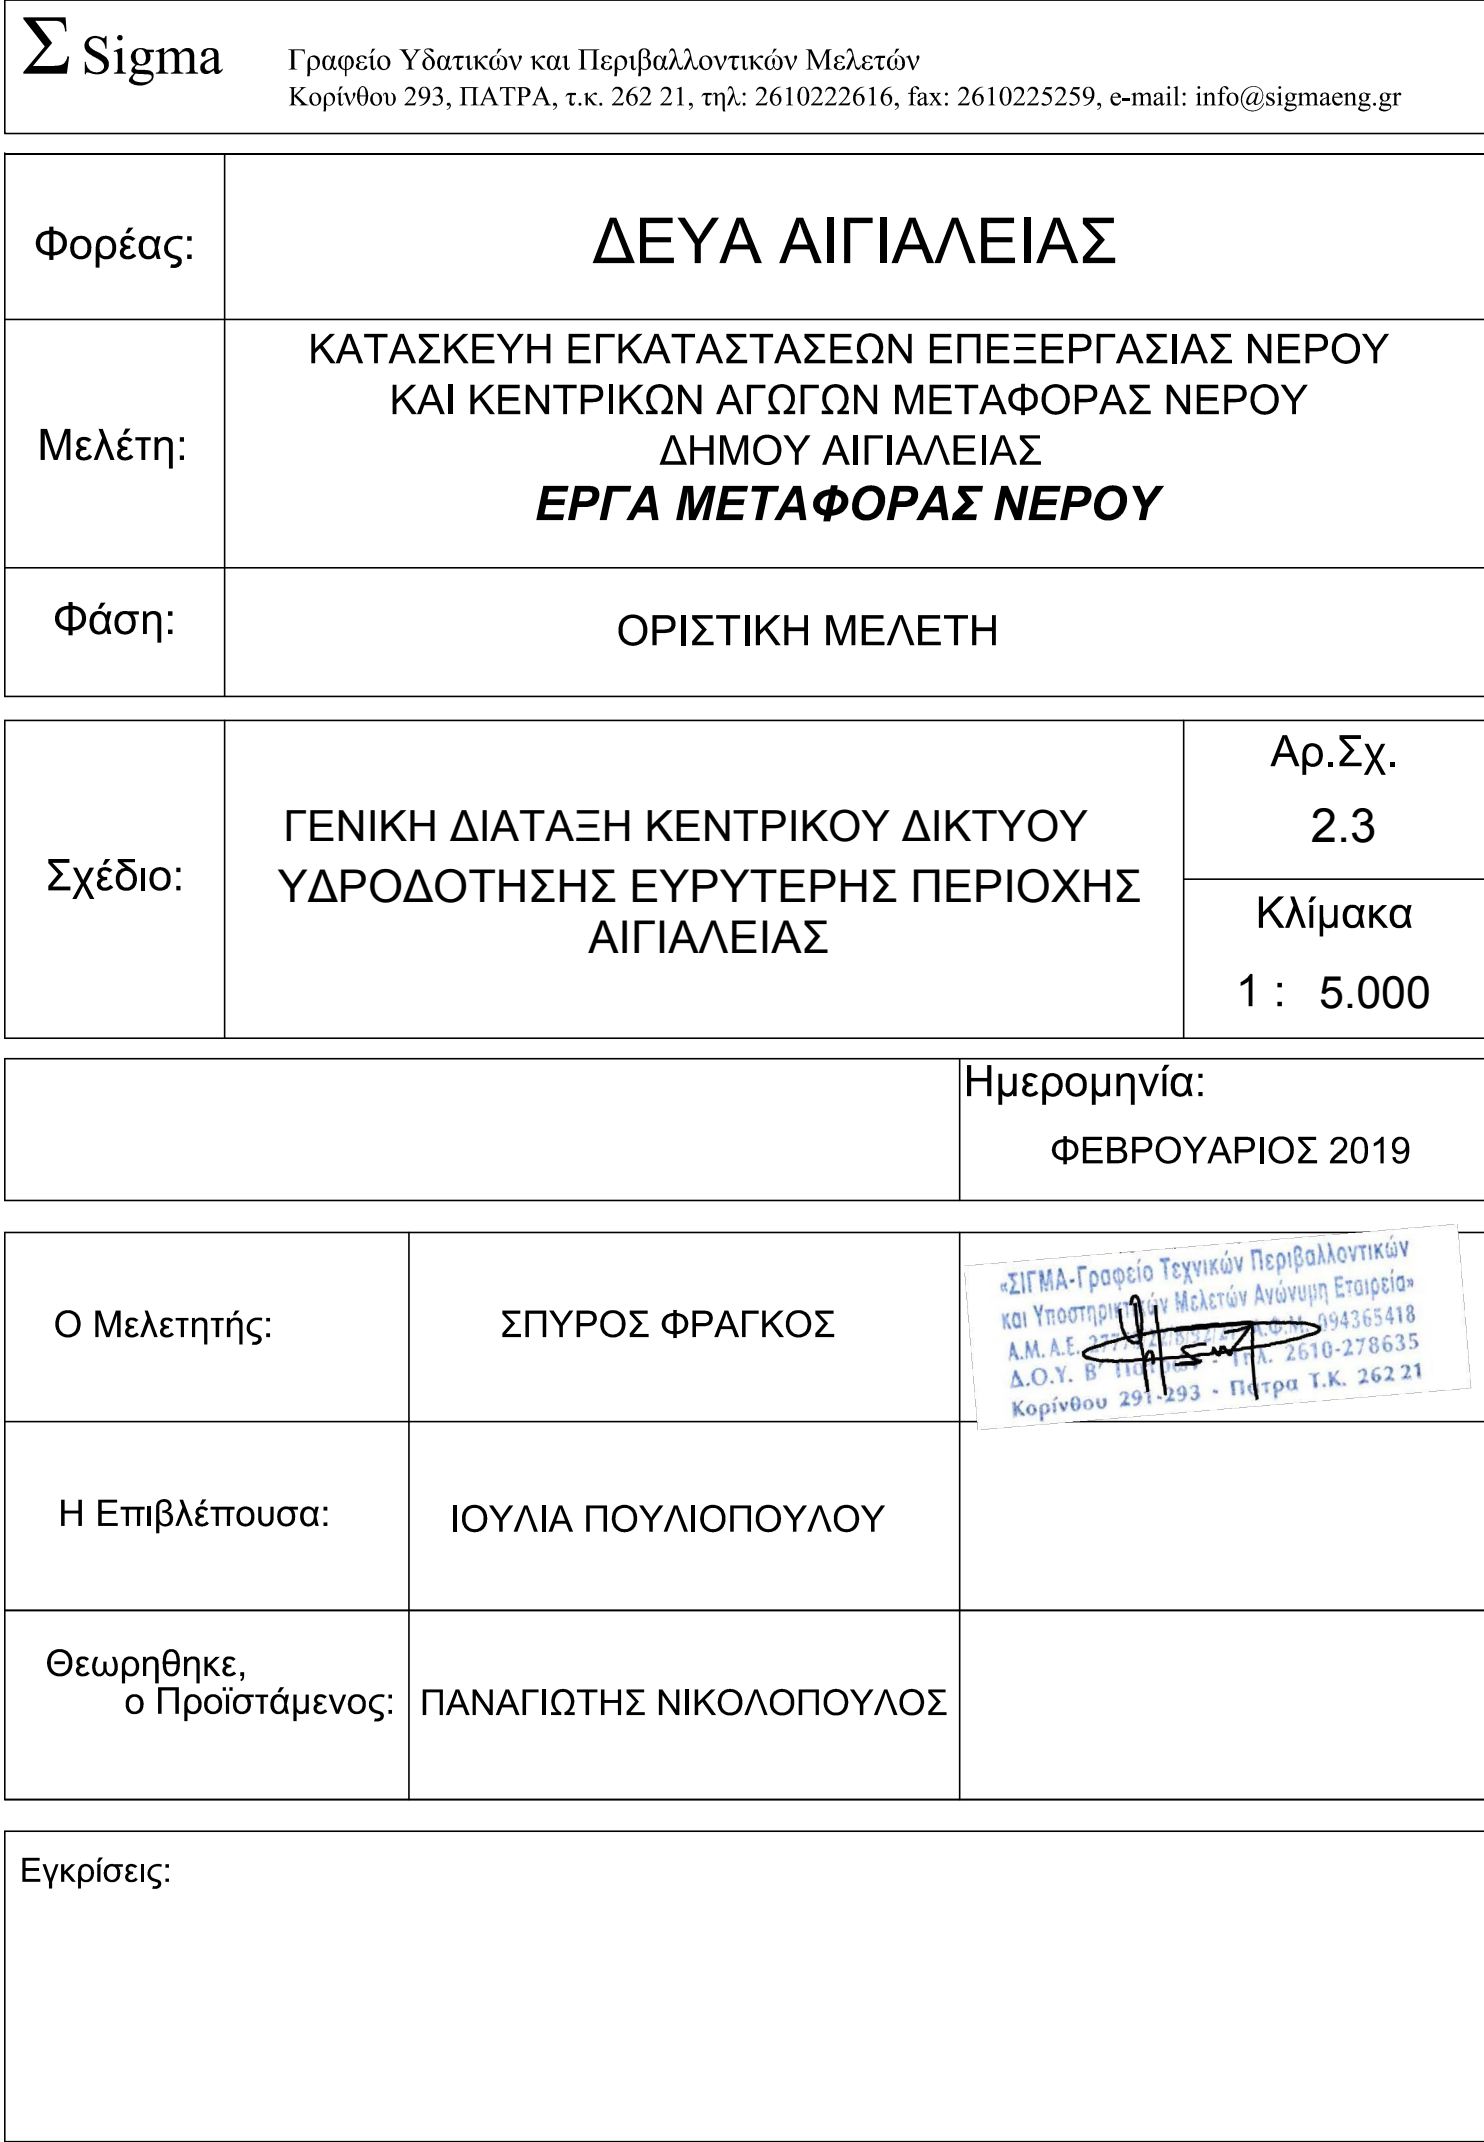 Σ Sigma
Γραφείο Υδατικών και Περιβαλλοντικών Μελετών
Κορίνθου 293, ΠΑΤΡΑ, τ.κ. 262 21, τηλ: 2610222616, fax: 2610225259, e-mail: info@sigmaeng.gr
Φορέας:
ΔΕΥΑ ΑΙΓΙΑΛΕΙΑΣ
Μελέτη:
ΚΑΤΑΣΚΕΥΗ ΕΓΚΑΤΑΣΤΑΣΕΩΝ ΕΠΕΞΕΡΓΑΣΙΑΣ ΝΕΡΟΥ
ΚΑΙ ΚΕΝΤΡΙΚΩΝ ΑΓΩΓΩΝ ΜΕΤΑΦΟΡΑΣ ΝΕΡΟΥ
ΔΗΜΟΥ ΑΙΓΙΑΛΕΙΑΣ
ΕΡΓΑ ΜΕΤΑΦΟΡΑΣ ΝΕΡΟΥ
Φάση:
ΟΡΙΣΤΙΚΗ ΜΕΛΕΤΗ
Σχέδιο:
ΓΕΝΙΚΗ ΔΙΑΤΑΞΗ ΚΕΝΤΡΙΚΟΥ ΔΙΚΤΥΟΥ
ΥΔΡΟΔΟΤΗΣΗΣ ΕΥΡΥΤΕΡΗΣ ΠΕΡΙΟΧΗΣ
ΑΙΓΙΑΛΕΙΑΣ
Αρ.Σχ.
2.3
Κλίμακα
1 : 5.000
Ημερομηνία:
ΦΕΒΡΟΥΑΡΙΟΣ 2019
Ο Μελετητής:
ΣΠΥΡΟΣ ΦΡΑΓΚΟΣ
«ΣΙΓΜΑ-Γραφείο Τεχνικών Περιβαλλοντικών
και Υποστηρικτικών Μελετών Ανώνυμη Εταιρεία»
Α.Μ.Α.Ε. Α.Φ.Μ. 094365418
Δ.Ο.Υ. Β' Πατρών - Τηλ. 2610-278635
Κορίνθου 291-293 - Πάτρα Τ.Κ. 262 21
Η Επιβλέπουσα:
ΙΟΥΛΙΑ ΠΟΥΛΙΟΠΟΥΛΟΥ
Θεωρηθηκε,
ο Προϊστάμενος:
ΠΑΝΑΓΙΩΤΗΣ ΝΙΚΟΛΟΠΟΥΛΟΣ
Εγκρίσεις: